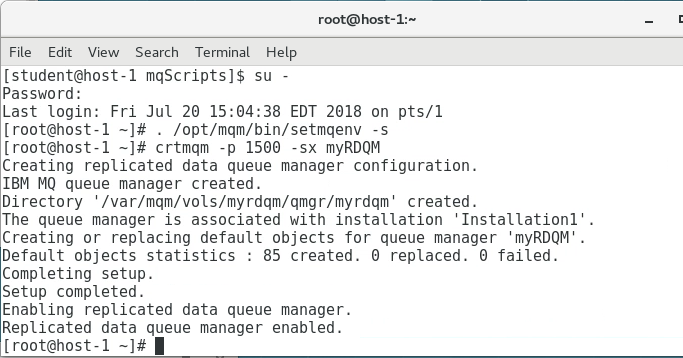 root@host-1:~
File Edit View Search Terminal Help
[student@host-1 mqScripts]$ su -
Password:
Last login: Fri Jul 20 15:04:38 EDT 2018 on pts/1
[root@host-1 ~]# . /opt/mqm/bin/setmqenv -s
[root@host-1 ~]# crtmqm -p 1500 -sx myRDQM
Creating replicated data queue manager configuration.
IBM MQ queue manager created.
Directory '/var/mqm/vols/myrdqm/qmgr/myrdqm' created.
The queue manager is associated with installation 'Installation1'.
Creating or replacing default objects for queue manager 'myRDQM'.
Default objects statistics : 85 created. 0 replaced. 0 failed.
Completing setup.
Setup completed.
Enabling replicated data queue manager.
Replicated data queue manager enabled.
[root@host-1 ~]#